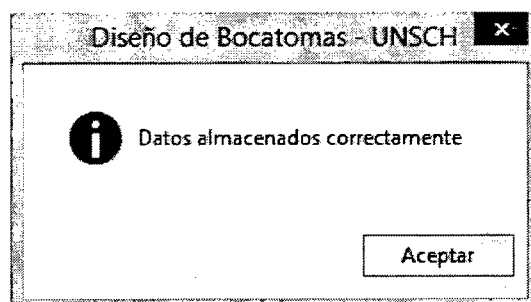 Diseño de Bocatomas - UNSCH
Datos almacenados correctamente
Aceptar